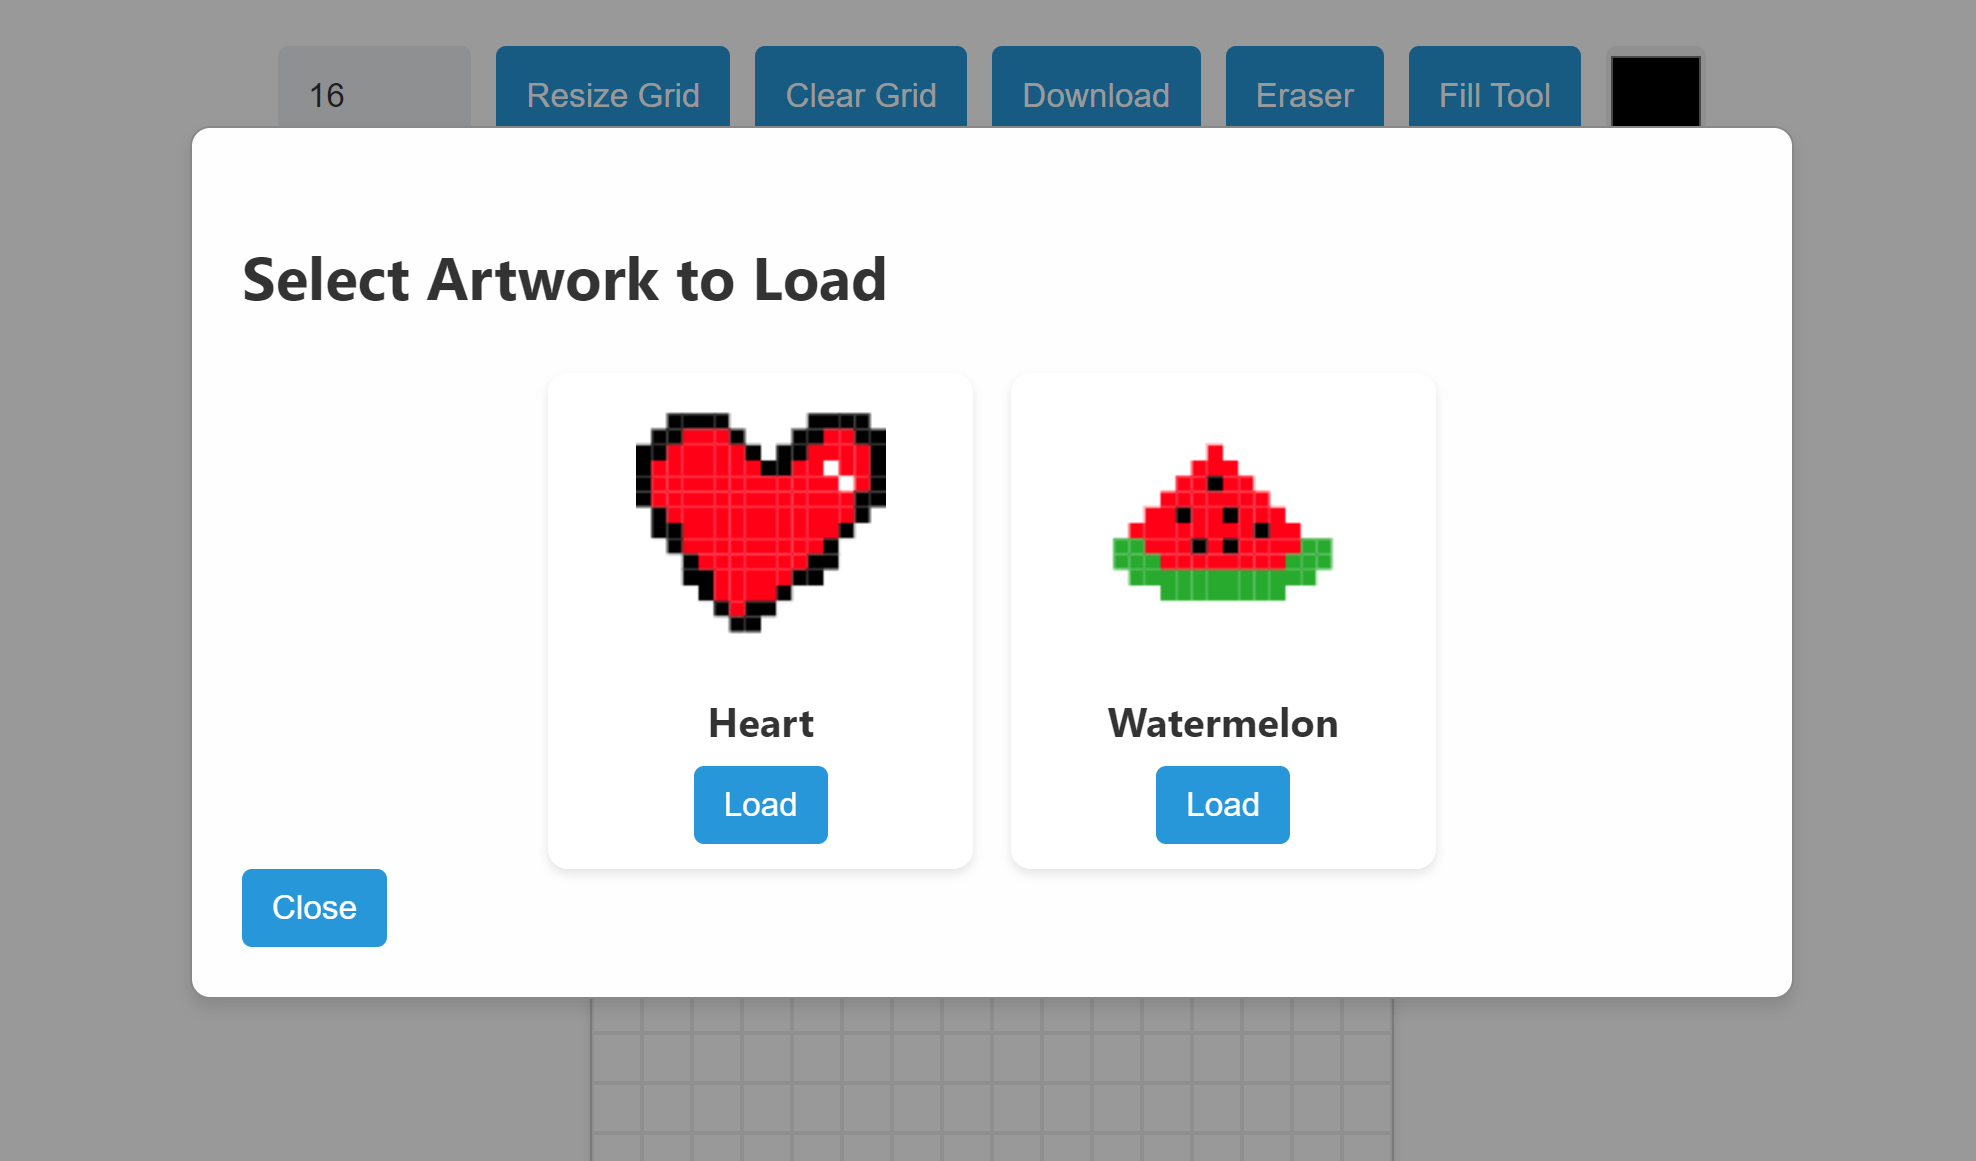 16
Resize Grid
Clear Grid
Download
Eraser
Fill Tool
Select Artwork to Load
Heart
Load
Watermelon
Load
Close